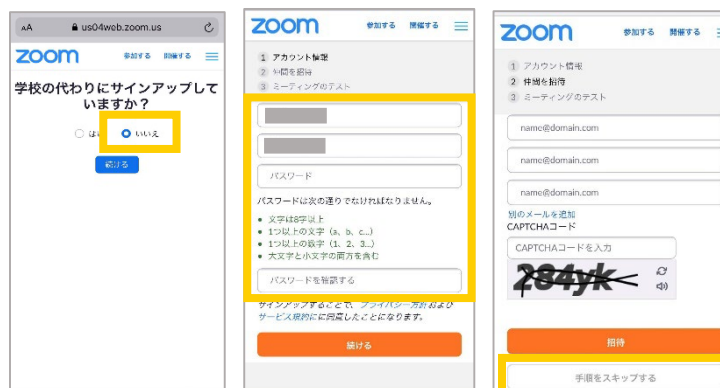 AA us04web.zoom.us
zoom 参加する 開催する
学校の代わりにサインアップして
いますか？
はい いいえ
続ける
zoom 参加する 開催する
1 アカウント情報
2 仲間を招待
3 ミーティングのテスト
パスワード
パスワードは次の通りでなければなりません。
• 文字は8字以上
• 1つ以上の文字（a、b、c...）
• 1つ以上の数字（1、2、3...）
• 大文字と小文字の両方を含む
パスワードを確認する
サインアップすることで、プライバシー方針および
サービス規約にに同意したことになります。
続ける
zoom 参加する 開催する
1 アカウント情報
2 仲間を招待
3 ミーティングのテスト
name@domain.com
name@domain.com
name@domain.com
別のメールを追加
CAPTCHAコード
CAPTCHAコードを入力
284yk
招待
手順をスキップする